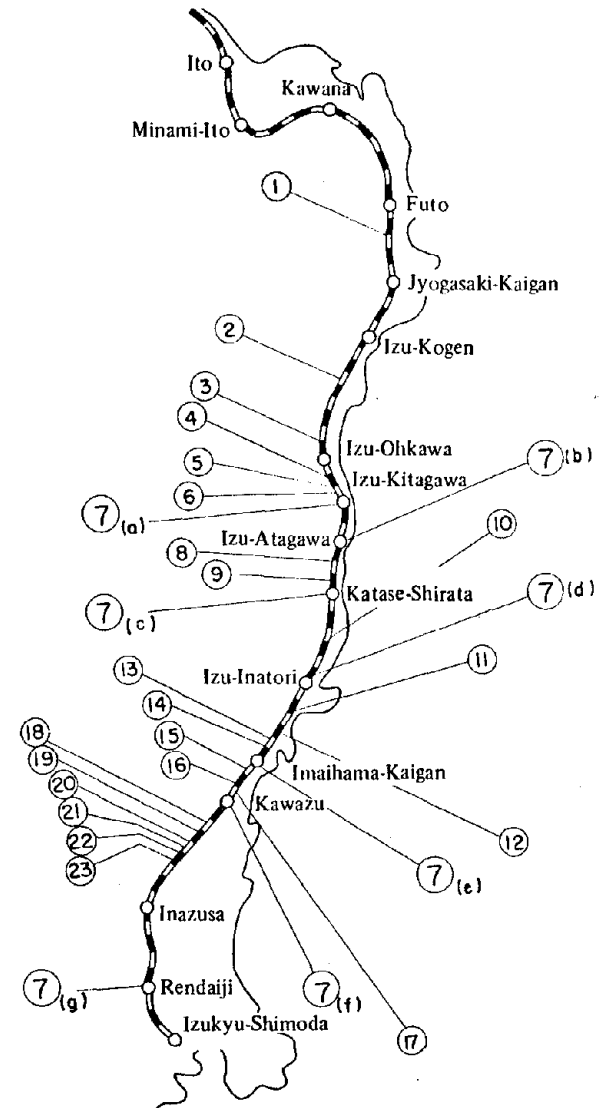 Ito
Kawana
Minami-Ito
1
Futo
Jyogasaki-Kaigan
2
Izu-Kogen
3
4
Izu-Ohkawa
5
7(b)
Izu-Kitagawa
6
7(a)
10
Izu-Atagawa
8
9
7(c)
Katase-Shirata
7(d)
13
Izu-Inatori
11
14
18
15
19
16
Imaihama-Kaigan
20
Kawazu
21
12
22
23
7(e)
Inazusa
7(g)
Rendaiji
7(f)
Izukyu-Shimoda
17